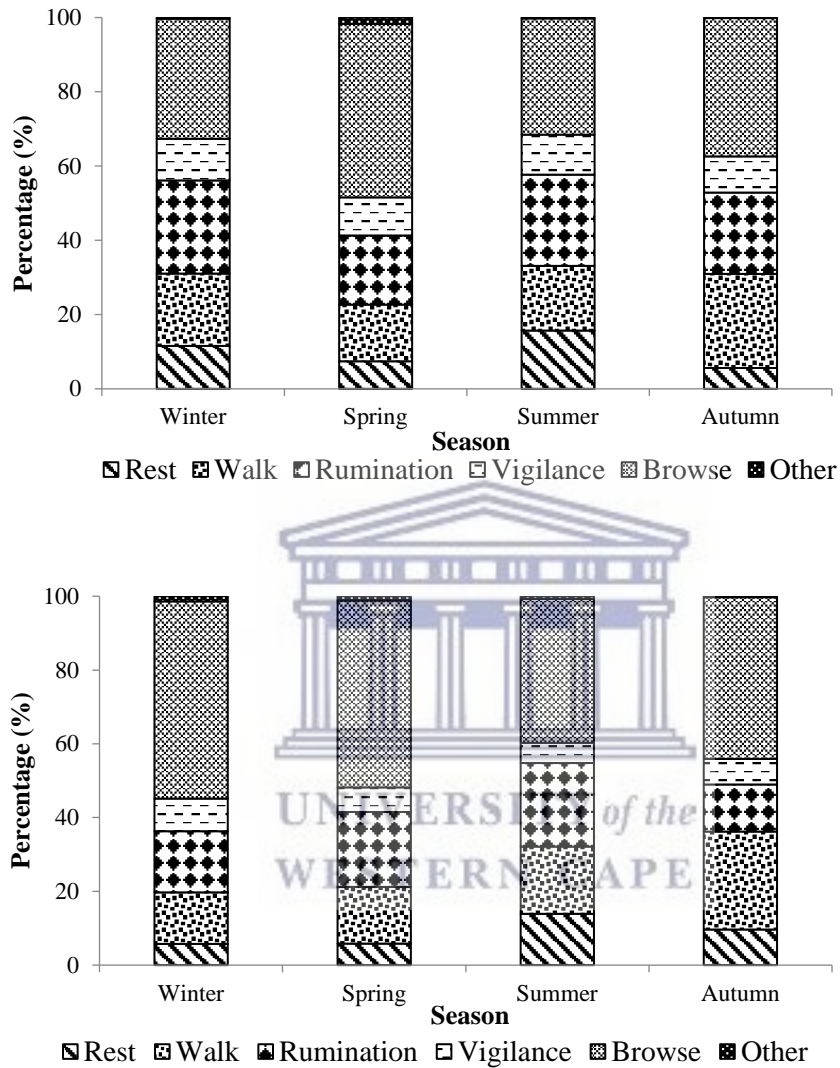 100
80
60
40
20
0
Percentage (%)
Winter Spring Summer Autumn
Season
Rest Walk Rumination Vigilance Browse Other
100
80
60
40
20
0
Percentage (%)
UNIVERSITY of the
WESTERN CAPE
Winter Spring Summer Autumn
Season
Rest Walk Rumination Vigilance Browse Other